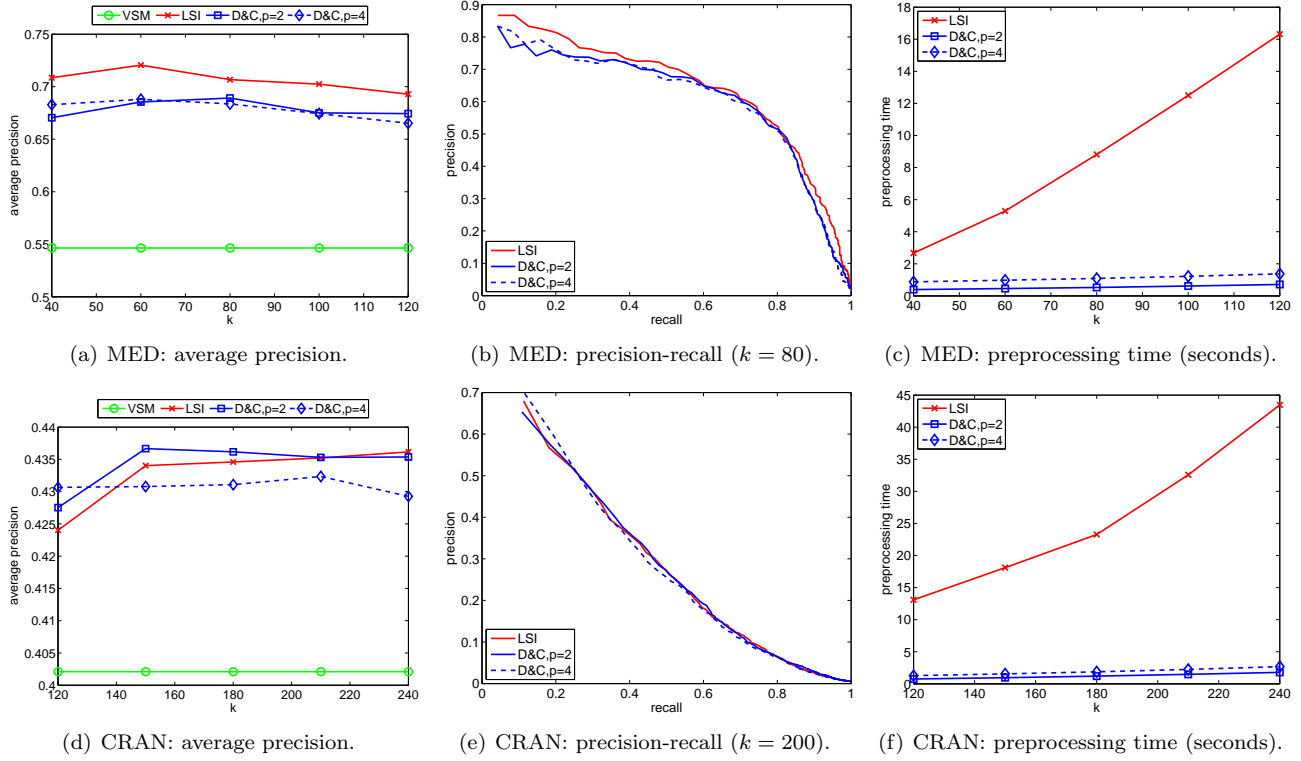 VSM LSI D&C,p=2 D&C,p=4
0.75
0.7
0.65
0.6
0.55
0.5
average precision
40 50 60 70 80 90 100 110 120
k
(a) MED: average precision.
1
0.9
0.8
0.7
0.6
0.5
0.4
0.3
0.2
0.1
0
precision
LSI
D&C,p=2
D&C,p=4
0 0.2 0.4 0.6 0.8 1
recall
(b) MED: precision-recall (k = 80).
18
16
14
12
10
8
6
4
2
0
preprocessing time
LSI
D&C,p=2
D&C,p=4
40 50 60 70 80 90 100 110 120
k
(c) MED: preprocessing time (seconds).
VSM LSI D&C,p=2 D&C,p=4
0.44
0.435
0.43
0.425
0.42
0.415
0.41
0.405
0.4
average precision
120 140 160 180 200 220 240
k
(d) CRAN: average precision.
0.7
0.6
0.5
0.4
0.3
0.2
0.1
0
precision
LSI
D&C,p=2
D&C,p=4
0 0.2 0.4 0.6 0.8 1
recall
(e) CRAN: precision-recall (k = 200).
45
40
35
30
25
20
15
10
5
0
preprocessing time
LSI
D&C,p=2
D&C,p=4
120 140 160 180 200 220 240
k
(f) CRAN: preprocessing time (seconds).